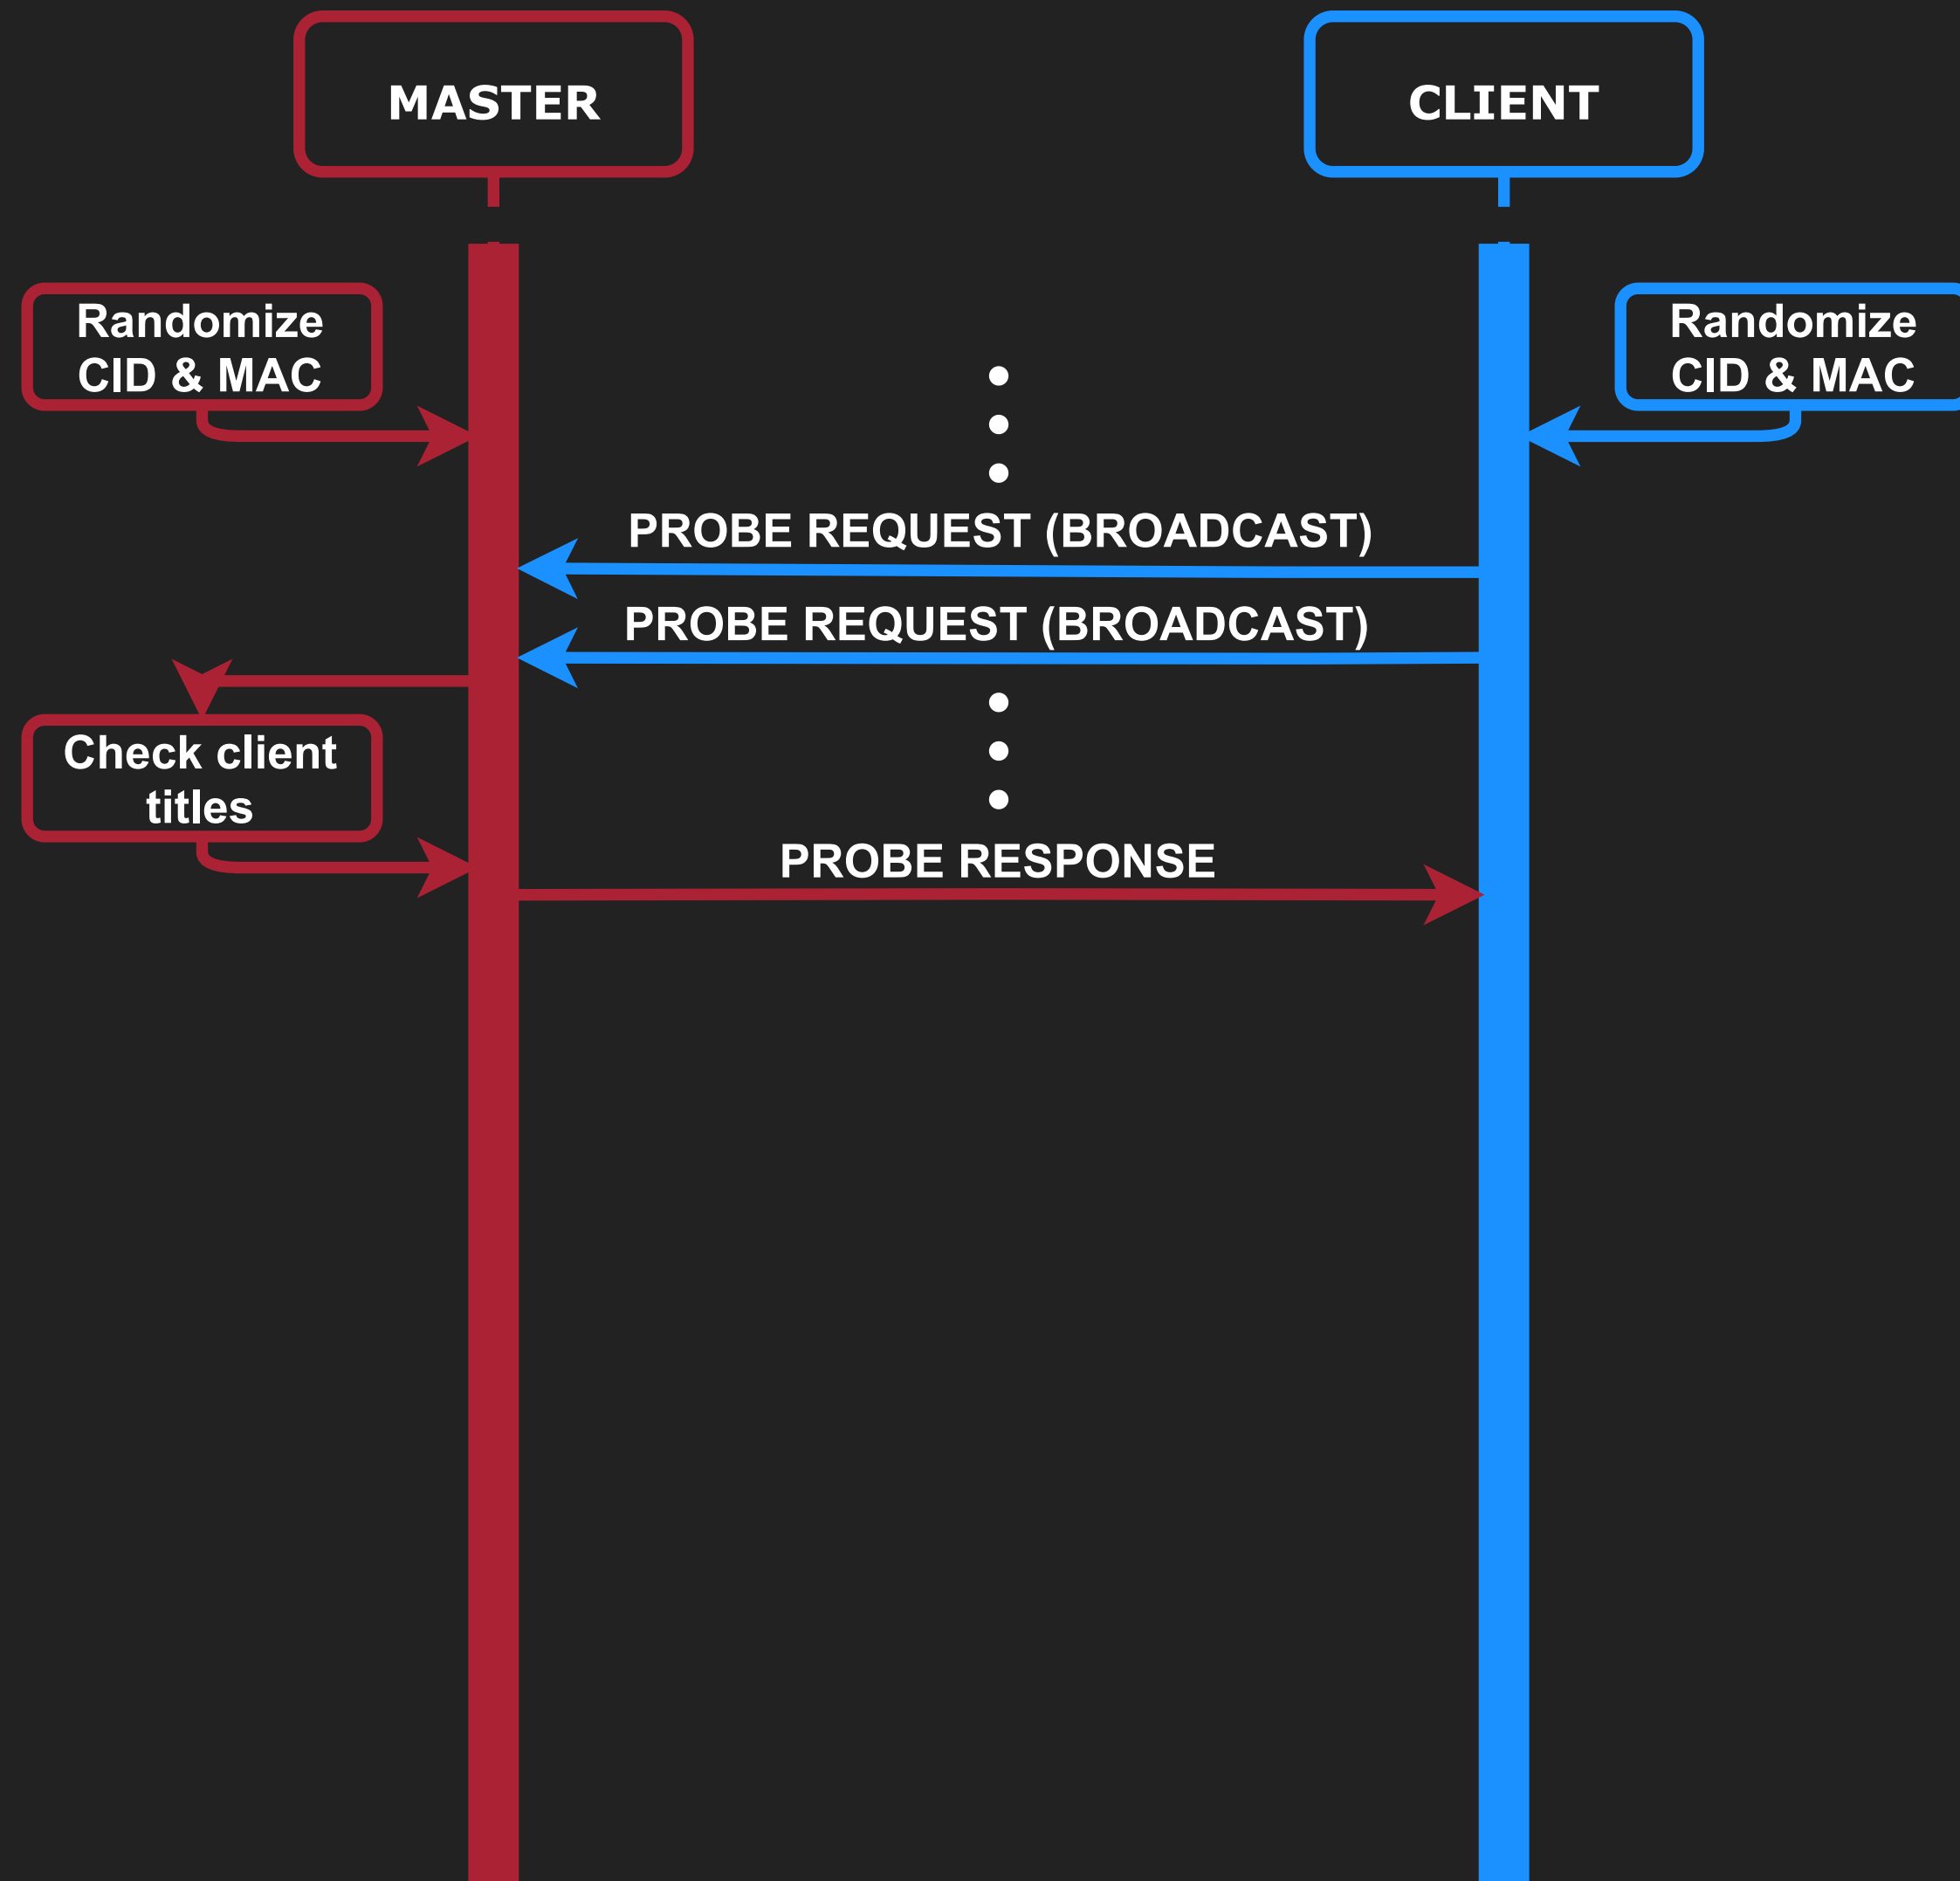 MASTER
CLIENT
Randomize
CID & MAC
Randomize
CID & MAC
PROBE REQUEST (BROADCAST)
PROBE REQUEST (BROADCAST)
Check client
titles
PROBE RESPONSE